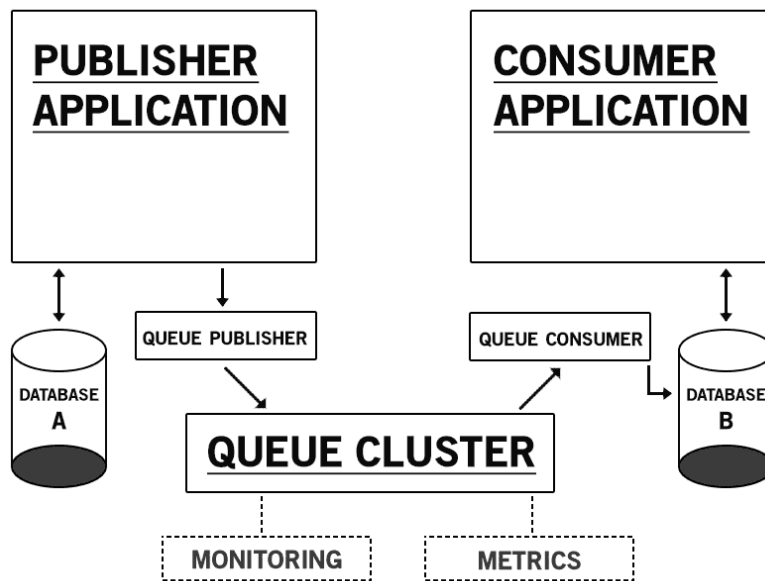 PUBLISHER
APPLICATION
CONSUMER
APPLICATION
QUEUE PUBLISHER
QUEUE CONSUMER
DATABASE
A
DATABASE
B
QUEUE CLUSTER
MONITORING
METRICS